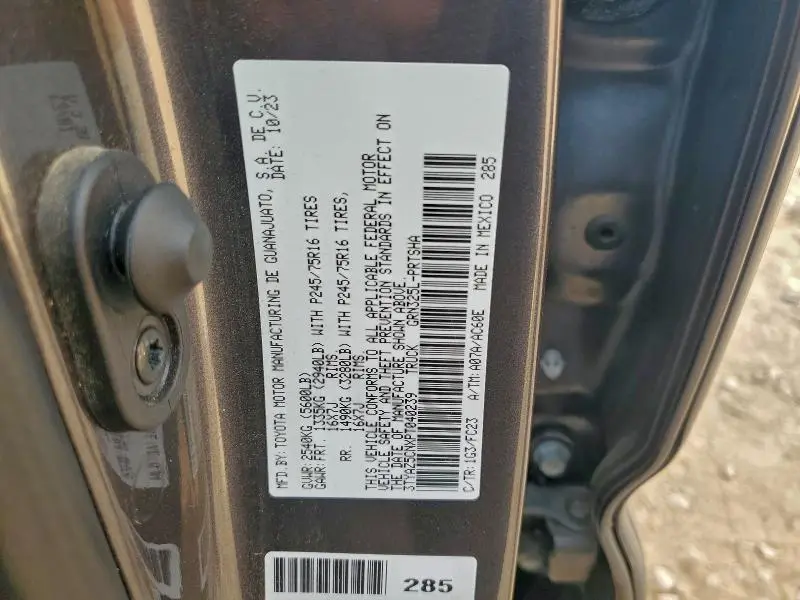 MFD.BY: TOYOTA MOTOR MANUFACTURING DE GUANAJUATO, S.A. DE C.V.
DATE: 10/23
GVWR: 2540KG (5600LB)
GAWR: FRT. 1335KG (2940LB) WITH P245/75R16 TIRES
16X7J RIMS.
RR. 1490KG (3280LB) WITH P245/75R16 TIRES,
16X7J RIMS.
THIS VEHICLE CONFORMS TO ALL APPLICABLE FEDERAL MOTOR
VEHICLE SAFETY AND THEFT PREVENTION STANDARDS IN EFFECT ON
THE DATE OF MANUFACTURE SHOWN ABOVE.
3TYAZ5CNXPT040239 TRUCK GRN325L-PRTSHA
C/TR: 1G3/FC23 A/TM: A07A/AC60E MADE IN MEXICO 285
285